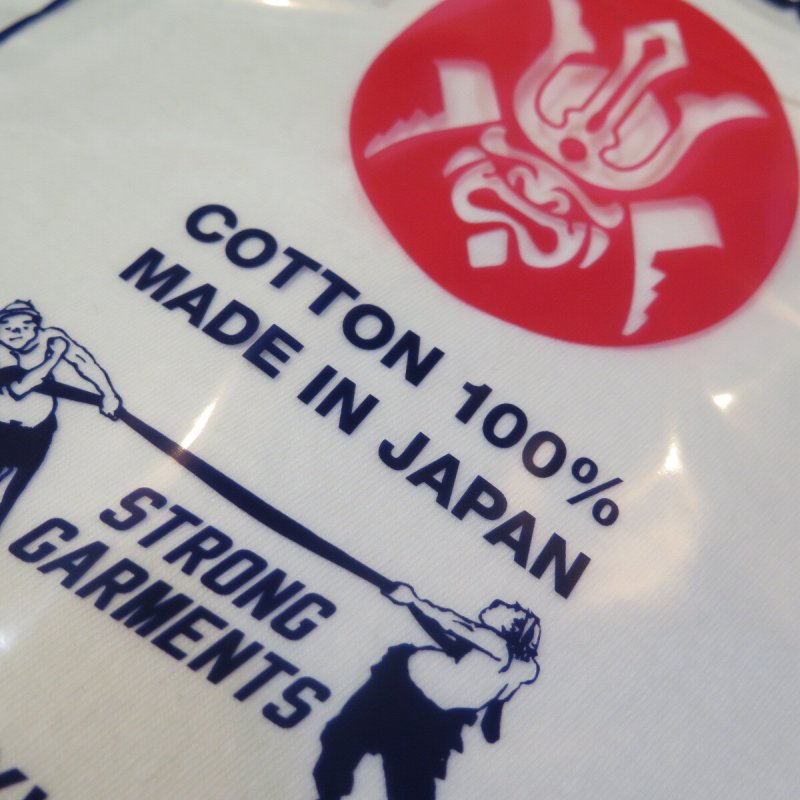 COTTON 100%
MADE IN JAPAN
STRONG
GARMENTS